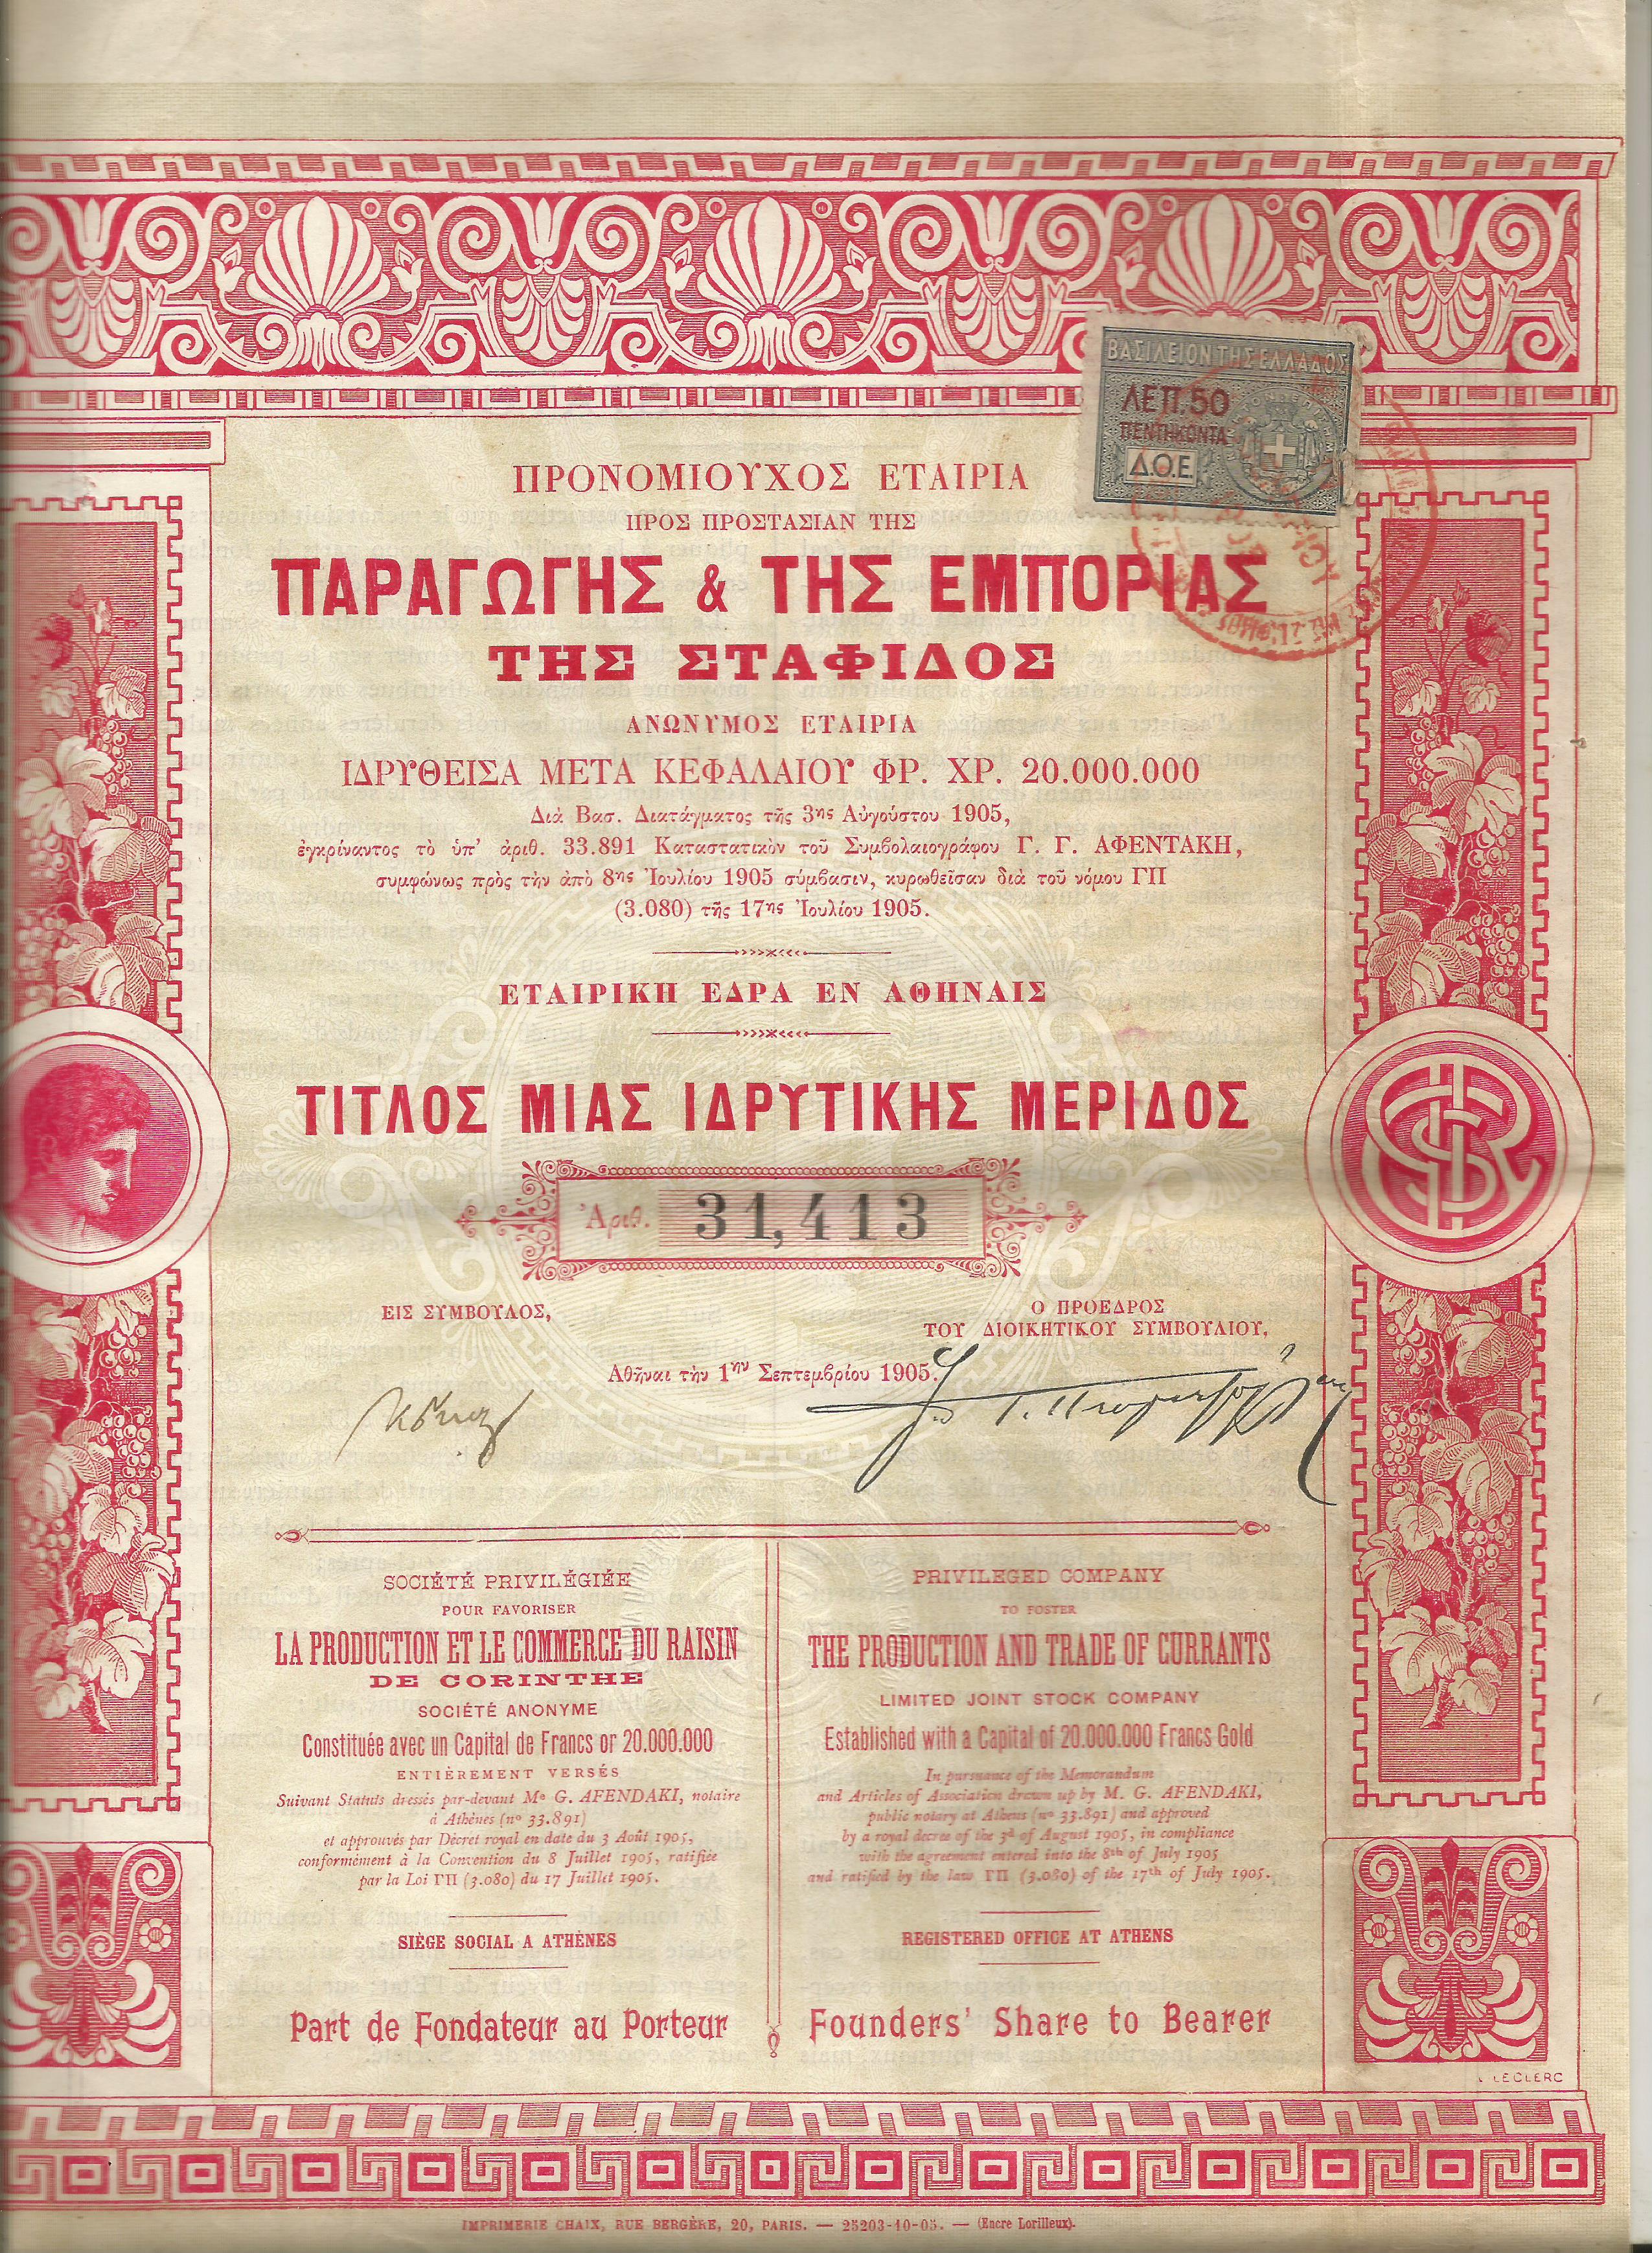 ΒΑΣΙΛΕΙΟΝ ΤΗΣ ΕΛΛΑΔΟΣ
ΛΕΠ. 50
ΠΕΝΤΗΚΟΝΤΑ
Δ.Ο.Ε.
ΠΡΟΝΟΜΙΟΥΧΟΣ ΕΤΑΙΡΙΑ
ΠΡΟΣ ΠΡΟΣΤΑΣΙΑΝ ΤΗΣ
ΠΑΡΑΓΩΓΗΣ & ΤΗΣ ΕΜΠΟΡΙΑΣ
ΤΗΣ ΣΤΑΦΙΔΟΣ
ΑΝΩΝΥΜΟΣ ΕΤΑΙΡΙΑ
ΙΔΡΥΘΕΙΣΑ ΜΕΤΑ ΚΕΦΑΛΑΙΟΥ ΦΡ. ΧΡ. 20.000.000
Διὰ Βασ. Διατάγματος τῆς 3ης Αὐγούστου 1905,
ἐγκρίναντος τὸ ὑπ' ἀριθ. 33.891 Καταστατικὸν τοῦ Συμβολαιογράφου Γ. Γ. ΑΦΕΝΤΑΚΗ,
συμφώνως πρὸς τὴν ἀπὸ 8ης Ἰουλίου 1905 σύμβασιν, κυρωθεῖσαν διὰ τοῦ νόμου ΓΠ
(3.080) τῆς 17ης Ἰουλίου 1905.
ΕΤΑΙΡΙΚΗ ΕΔΡΑ ΕΝ ΑΘΗΝΑΙΣ
ΤΙΤΛΟΣ ΜΙΑΣ ΙΔΡΥΤΙΚΗΣ ΜΕΡΙΔΟΣ
Ἀριθ. 31,413
ΕΙΣ ΣΥΜΒΟΥΛΟΣ,
Ο ΠΡΟΕΔΡΟΣ
ΤΟΥ ΔΙΟΙΚΗΤΙΚΟΥ ΣΥΜΒΟΥΛΙΟΥ,
Αθῆναι τὴν 1ην Σεπτεμβρίου 1905.
SOCIÉTÉ PRIVILÉGIÉE
POUR FAVORISER
LA PRODUCTION ET LE COMMERCE DU RAISIN
DE CORINTHE
SOCIÉTÉ ANONYME
Constituée avec un Capital de Francs or 20.000.000
ENTIÈREMENT VERSÉS
Suivant Statuts dressés par-devant Me G. AFENDAKI, notaire
à Athènes (no 33.891)
et approuvés par Décret royal en date du 3 Août 1905,
conformément à la Convention du 8 Juillet 1905, ratifiée
par la Loi ΓΠ (3.080) du 17 Juillet 1905.
SIÈGE SOCIAL A ATHÈNES
Part de Fondateur au Porteur
PRIVILEGED COMPANY
TO FOSTER
THE PRODUCTION AND TRADE OF CURRANTS
LIMITED JOINT STOCK COMPANY
Established with a Capital of 20.000.000 Francs Gold
In pursuance of the Memorandum
and Articles of Association drawn up by M. G. AFENDAKI,
public notary at Athens (no 33.891) and approved
by a royal decree of the 3d of August 1905, in compliance
with the agreement entered into the 8th of July 1905
and ratified by the law ΓΠ (3.080) of the 17th of July 1905.
REGISTERED OFFICE AT ATHENS
Founders' Share to Bearer
LECLERC
IMPRIMERIE CHAIX, RUE BERGÈRE, 20, PARIS. — 25203-10-05. — (Encre Lorilleux).